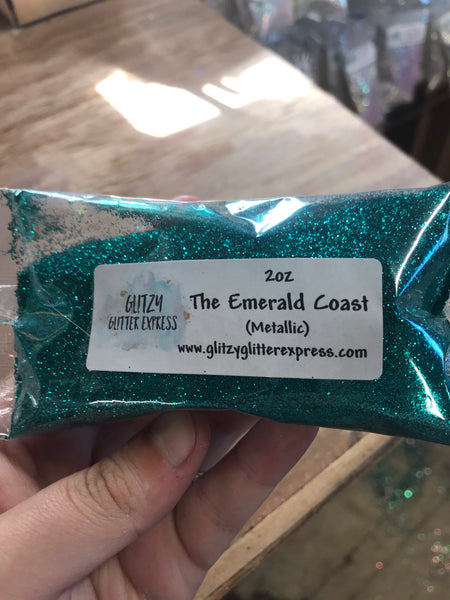 2oz
GLITZY
GLITTER EXPRESS
The Emerald Coast
(Metallic)
www.glitzyglitterexpress.com